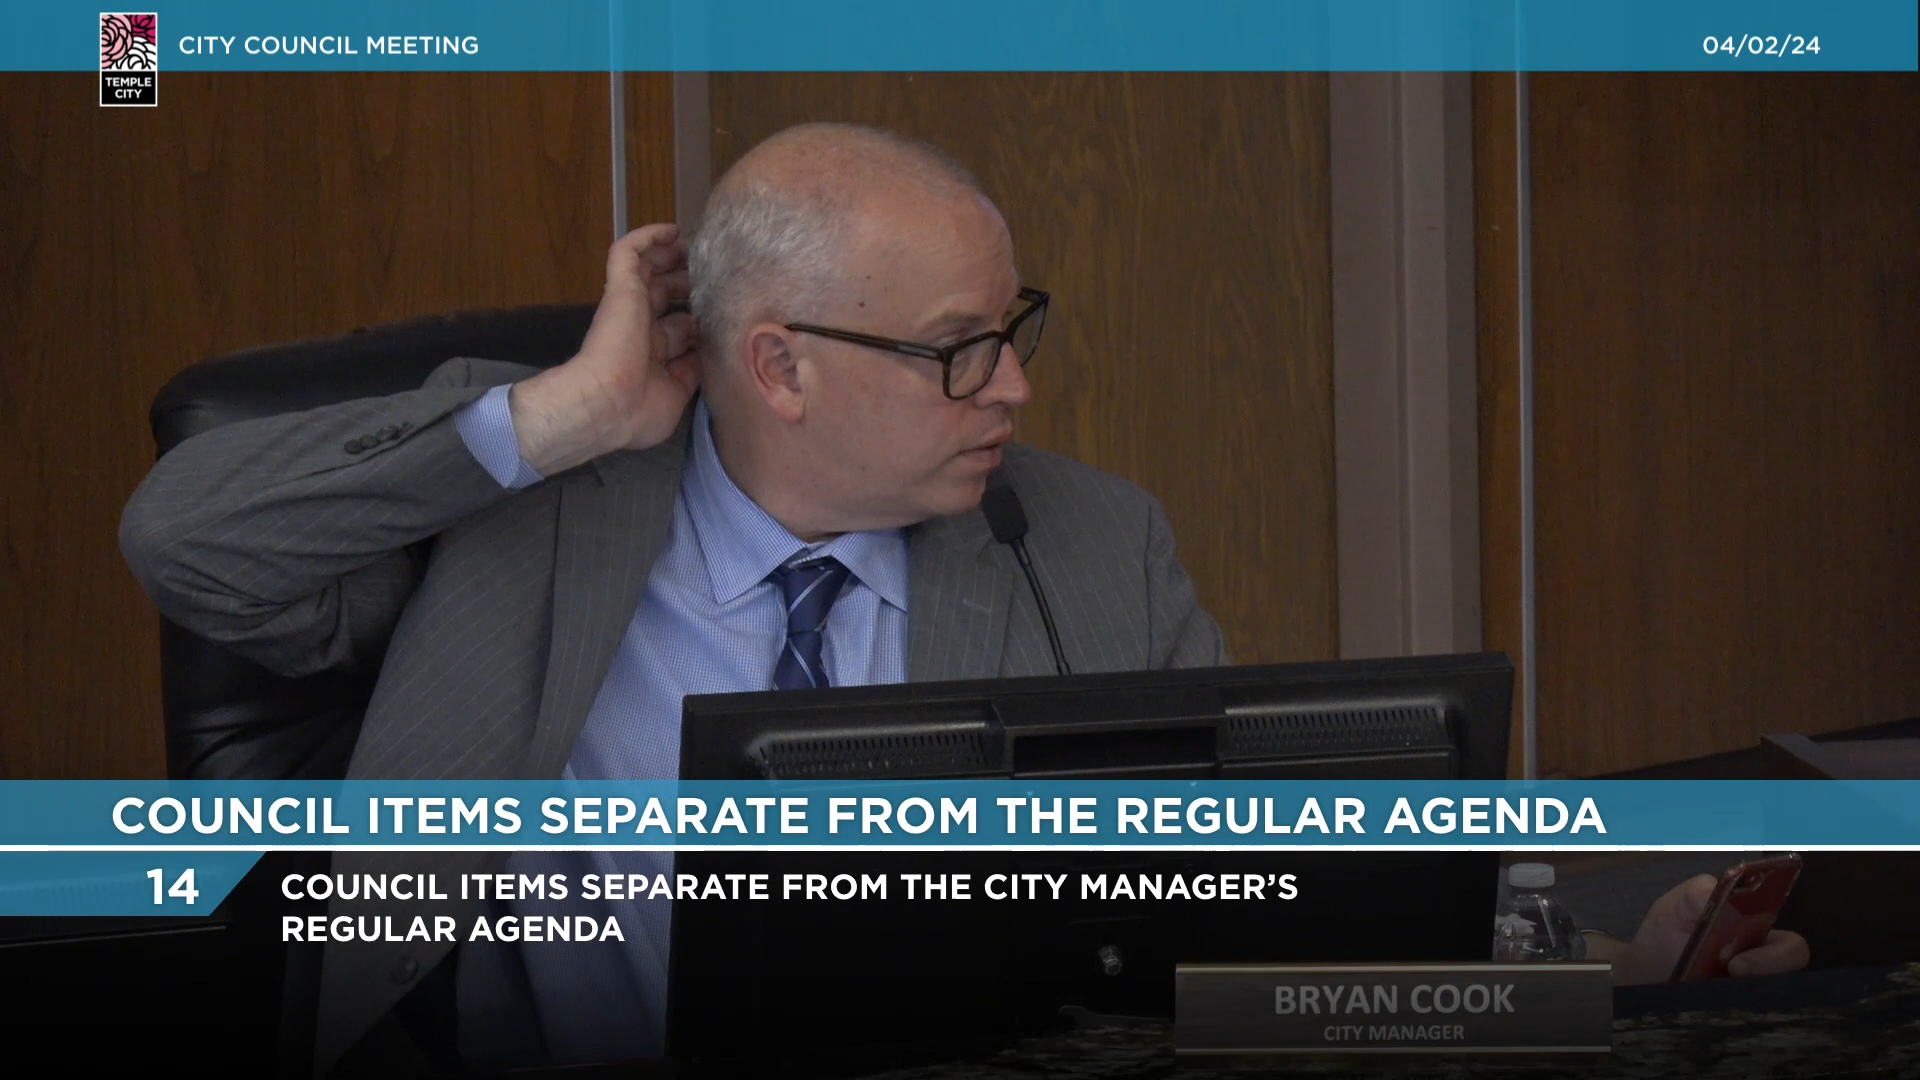 TEMPLE
CITY
CITY COUNCIL MEETING
04/02/24
COUNCIL ITEMS SEPARATE FROM THE REGULAR AGENDA
14
COUNCIL ITEMS SEPARATE FROM THE CITY MANAGER’S
REGULAR AGENDA
BRYAN COOK
CITY MANAGER